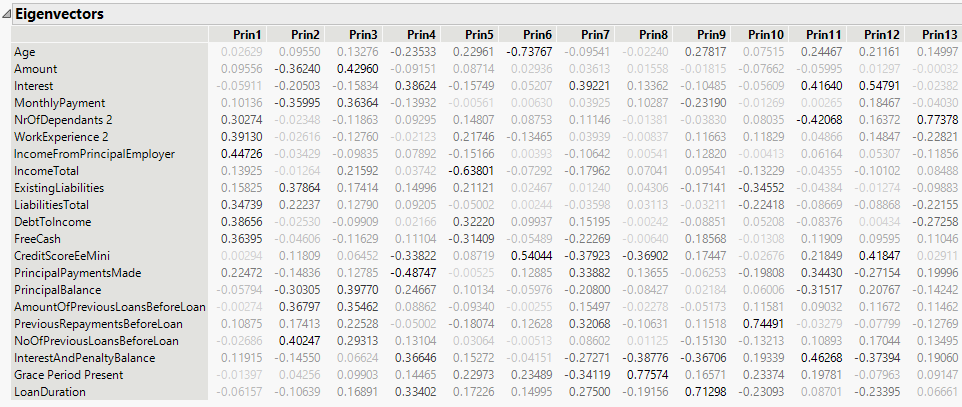 Eigenvectors
Prin1 Prin2 Prin3 Prin4 Prin5 Prin6 Prin7 Prin8 Prin9 Prin10 Prin11 Prin12 Prin13
Age 0.02629 0.09550 0.13276 -0.23533 0.22961 -0.73767 -0.09541 -0.02240 0.27817 0.07515 0.24467 0.21161 0.14997
Amount 0.09556 -0.36240 0.42960 -0.09151 0.08714 0.02936 0.03613 0.01558 -0.01815 -0.07662 -0.05995 0.01297 -0.00032
Interest -0.05911 -0.20503 -0.15834 0.38624 -0.15749 0.05207 0.39221 0.13362 -0.10485 -0.05609 0.41640 0.54791 -0.02382
MonthlyPayment 0.10136 -0.35995 0.36364 -0.13932 -0.00561 0.00630 0.03925 0.10287 -0.23190 -0.01269 0.00265 0.18467 -0.04030
NrOfDependants 2 0.30274 -0.02348 -0.11863 0.09295 0.14807 0.08753 0.11146 -0.01381 -0.03830 0.08035 -0.42068 0.16372 0.77378
WorkExperience 2 0.39130 -0.02616 -0.12760 -0.02123 0.21746 -0.13465 0.03939 -0.00837 0.11663 0.11829 0.04866 0.14847 -0.22821
IncomeFromPrincipalEmployer 0.44726 -0.03429 -0.09835 0.07892 -0.15166 0.00393 -0.10642 0.00541 0.12820 -0.00413 0.06164 0.05307 -0.11856
IncomeTotal 0.13925 -0.01264 0.21592 0.03742 -0.63801 -0.07292 -0.17962 0.07041 0.09541 -0.13229 -0.04355 -0.10102 0.08488
ExistingLiabilities 0.15825 0.37864 0.17414 0.14996 0.21121 0.02467 0.01240 0.04306 -0.17141 -0.34552 -0.04384 -0.01274 -0.09883
LiabilitiesTotal 0.34739 0.22237 0.12790 0.09205 -0.05002 0.00244 -0.03598 0.03113 -0.03211 -0.22418 -0.08669 -0.08868 -0.22155
DebtToIncome 0.38656 -0.02530 -0.09909 -0.02166 0.32220 0.09937 0.15195 -0.00242 -0.08851 0.05208 -0.08376 0.00434 -0.27258
FreeCash 0.36395 -0.04606 -0.11629 0.11104 -0.31409 -0.05489 -0.22269 -0.00640 0.18568 -0.01308 0.11909 0.09595 0.11046
CreditScoreEeMini 0.00294 0.11809 0.06452 -0.33822 0.08719 0.54044 -0.37923 -0.36902 0.17447 -0.02676 0.21849 0.41847 0.02911
PrincipalPaymentsMade 0.22472 -0.14836 0.12785 -0.48747 -0.00525 0.12885 0.33882 0.13655 -0.06253 -0.19808 0.34430 -0.27154 0.19996
PrincipalBalance -0.05794 -0.30305 0.39770 0.24667 0.10134 -0.05976 -0.20800 -0.08427 0.02184 0.06006 -0.31517 0.20767 -0.14242
AmountOfPreviousLoansBeforeLoan -0.00274 0.36797 0.35462 0.08862 -0.09340 -0.00255 0.15497 -0.02278 -0.05173 0.11581 0.09032 0.11672 0.11462
PreviousRepaymentsBeforeLoan 0.10875 0.17413 0.22528 -0.05002 -0.18074 0.12628 0.32068 -0.10631 0.11518 0.74491 -0.03279 -0.07799 -0.12769
NoOfPreviousLoansBeforeLoan -0.02686 0.40247 0.29313 0.13104 0.03064 -0.00513 0.08602 0.01125 -0.15130 -0.13213 0.10893 0.17044 0.13495
InterestAndPenaltyBalance 0.11915 -0.14550 0.06624 0.36646 0.15272 -0.04151 -0.27271 -0.38776 -0.36706 0.19339 0.46268 -0.37394 0.19060
Grace Period Present -0.01397 0.04256 0.09903 0.14465 0.22973 0.23489 -0.34119 0.77574 0.16571 0.23374 0.19781 -0.07963 0.09147
LoanDuration -0.06157 -0.10639 0.16891 0.33402 0.17226 0.14995 0.27500 -0.19156 0.71298 -0.23093 0.08701 -0.23395 0.06661